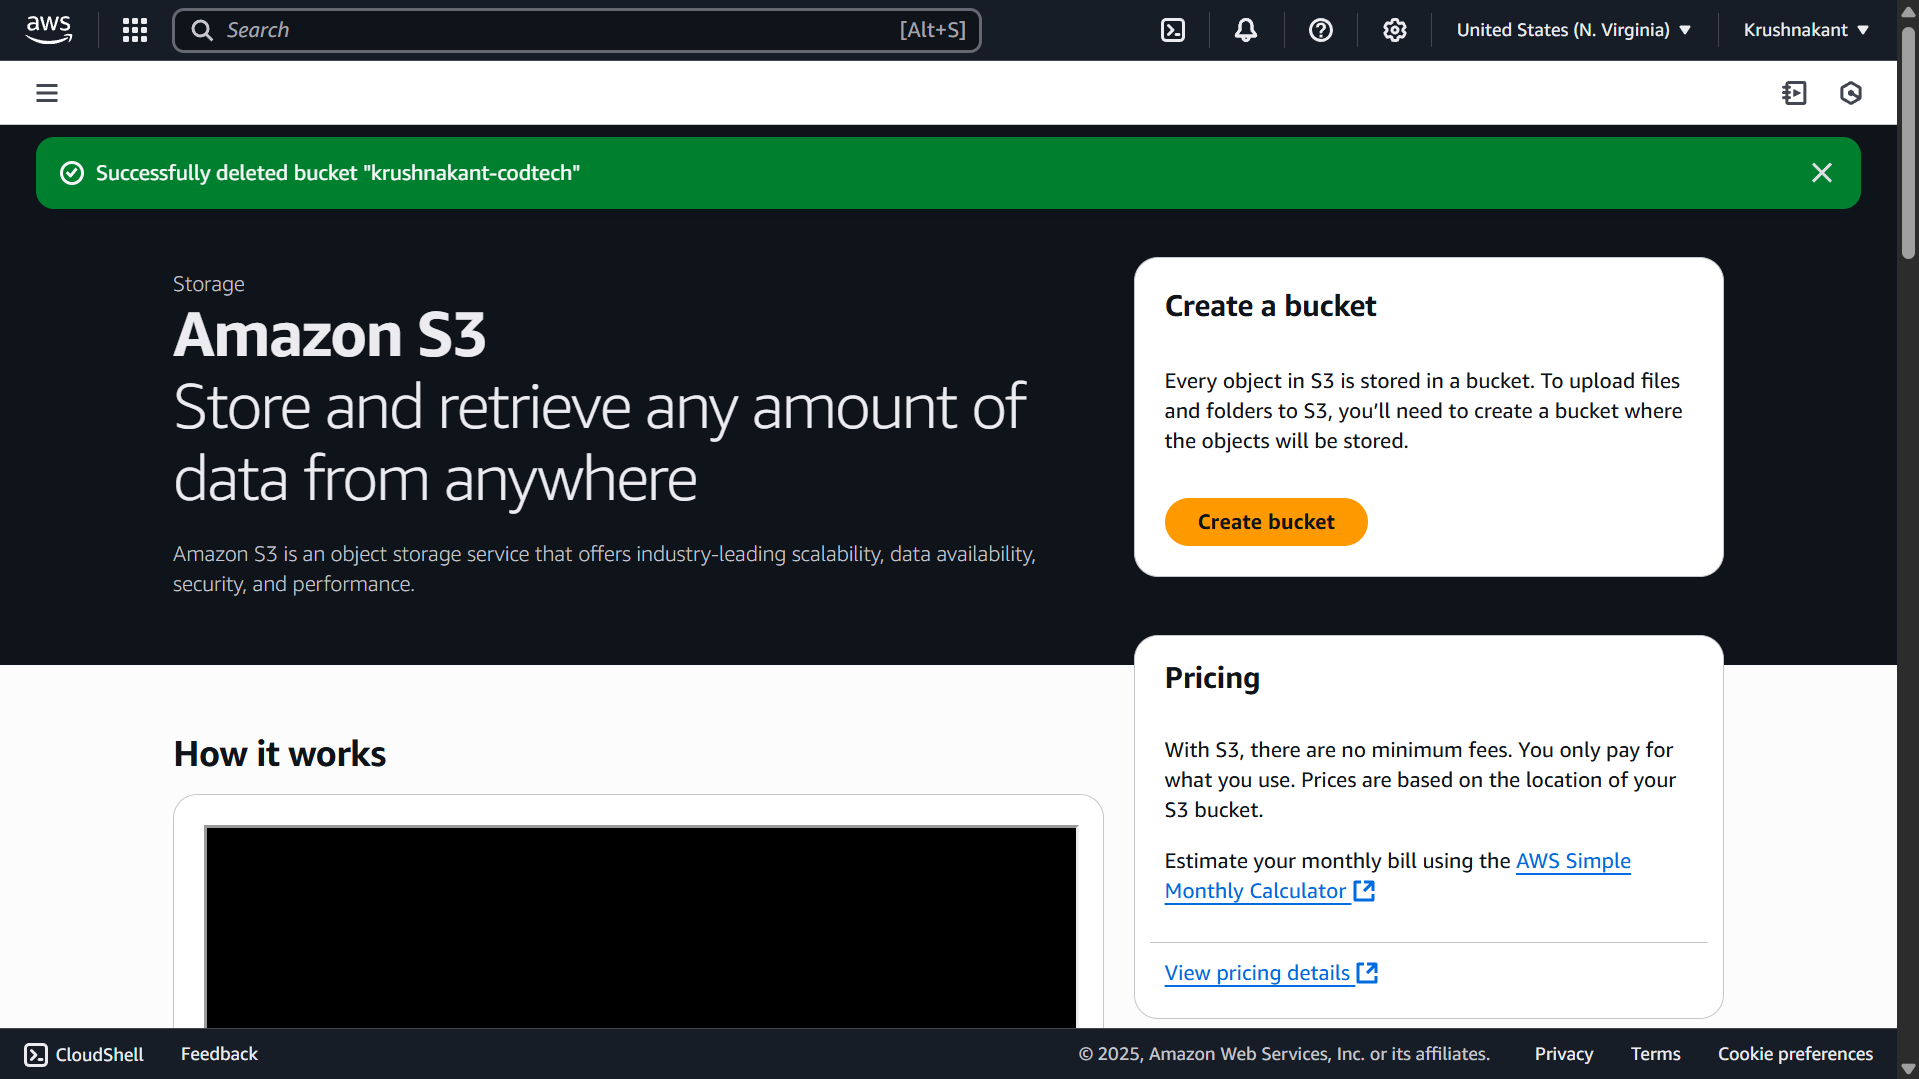 aws
Search [Alt+S]
United States (N. Virginia)
Krushnakant
Successfully deleted bucket "krushnakant-codtech"
Storage
Amazon S3
Store and retrieve any amount of
data from anywhere
Amazon S3 is an object storage service that offers industry-leading scalability, data availability,
security, and performance.
Create a bucket
Every object in S3 is stored in a bucket. To upload files
and folders to S3, you’ll need to create a bucket where
the objects will be stored.
Create bucket
Pricing
With S3, there are no minimum fees. You only pay for
what you use. Prices are based on the location of your
S3 bucket.
Estimate your monthly bill using the AWS Simple
Monthly Calculator
View pricing details
How it works
CloudShell
Feedback
© 2025, Amazon Web Services, Inc. or its affiliates.
Privacy
Terms
Cookie preferences